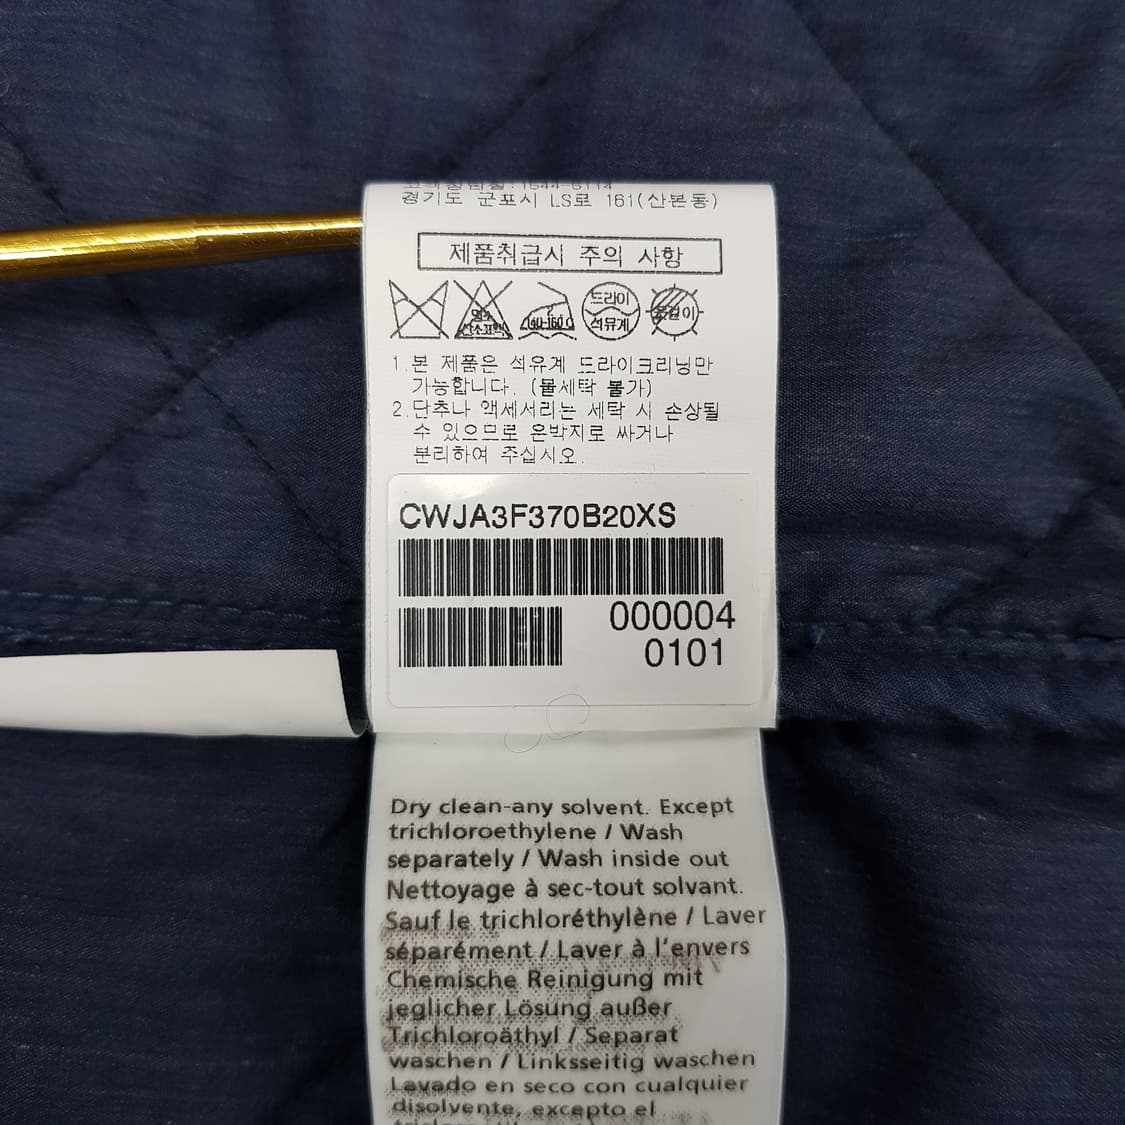 경기도 군포시 LS로 161(산본동)
제품취급시 주의 사항
드라이
석유계
1.본 제품은 석유계 드라이크리닝만
가능합니다. (물세탁 불가)
2.단추나 액세서리는 세탁 시 손상될
수 있으므로 은박지로 싸거나
분리하여 주십시오.
CWJA3F370B20XS
000004
0101
Dry clean-any solvent. Except
trichloroethylene / Wash
separately / Wash inside out
Nettoyage à sec-tout solvant.
Sauf le trichloréthylène / Laver
séparément / Laver à l'envers
Chemische Reinigung mit
jeglicher Lösung außer
Trichloroäthyl / Separat
waschen / Linksseitig waschen
Lavado en seco con cualquier
disolvente, excepto el